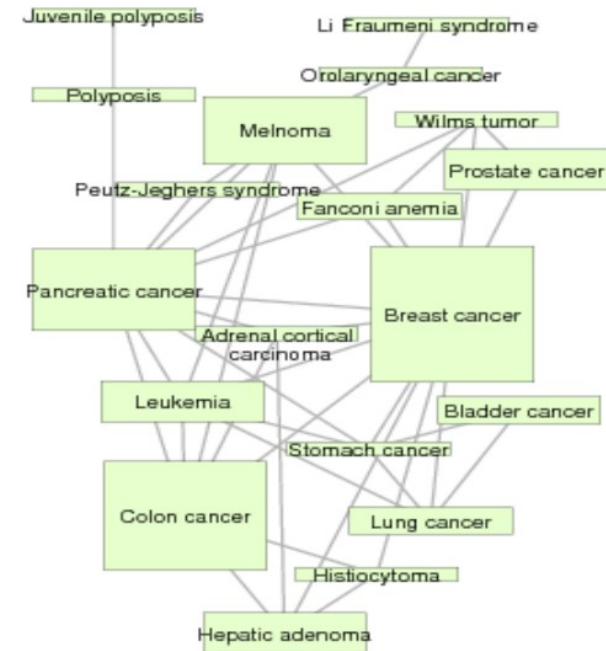 Juvenile polyposis
Li Fraumeni syndrome
Orolaryngeal cancer
Polyposis
Wilms tumor
Melnoma
Prostate cancer
Peutz-Jeghers syndrome
Fanconi anemia
Pancreatic cancer
Breast cancer
Adrenal cortical
carcinoma
Leukemia
Bladder cancer
Stomach cancer
Colon cancer
Lung cancer
Histiocytoma
Hepatic adenoma